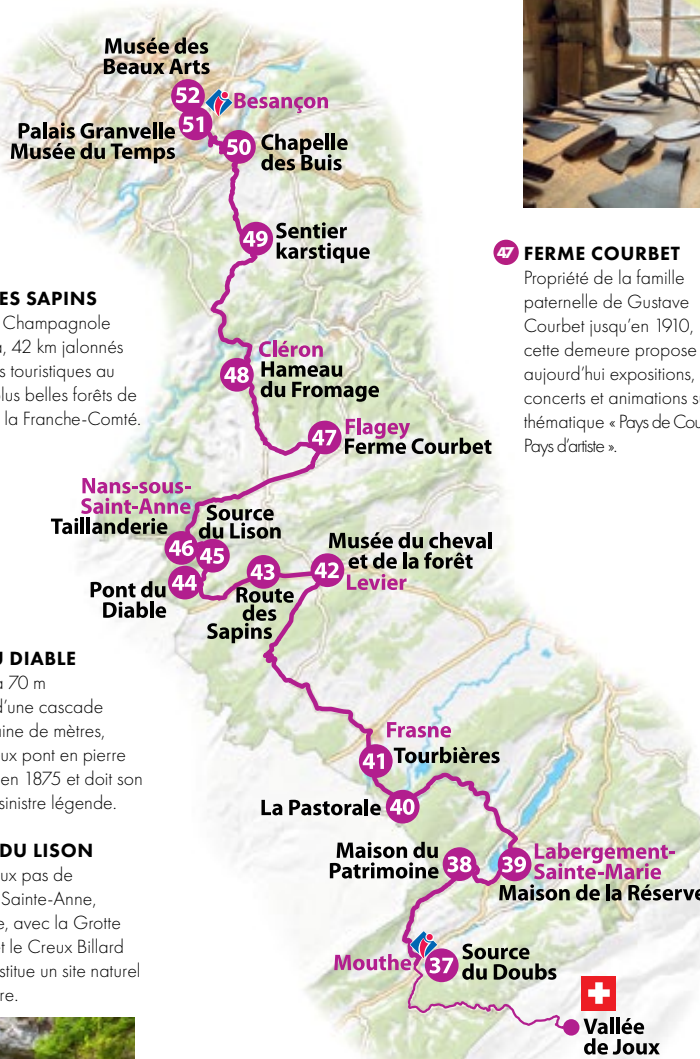 Musée des
Beaux Arts
52
Besançon
51
Palais Granvelle
Musée du Temps
50
Chapelle
des Buis
49
Sentier
karstique
Cléron
48
Hameau
du Fromage
47
Flagey
Ferme Courbet
Nans-sous-
Saint-Anne
Taillanderie
46
Source
du Lison
45
44
Pont du
Diable
43
Route
des
Sapins
Musée du cheval
et de la forêt
42
Levier
Frasne
41
Tourbières
La Pastorale
40
Maison du
Patrimoine
38
39
Labergement-
Sainte-Marie
Maison de la Réserve
Mouthe
37
Source
du Doubs
Vallée
de Joux
47 FERME COURBET
Propriété de la famille
paternelle de Gustave
Courbet jusqu'en 1910,
cette demeure propose
aujourd'hui expositions,
concerts et animations
thématique « Pays de
Pays d'artiste ».
SAPINS
Champagnole
, 42 km jalonnés
touristiques au
belles forêts de
la Franche-Comté.
DIABLE
à 70 m
d'une cascade
de mètres,
pont en pierre
en 1875 et doit son
sinistre légende.
DU LISON
pas de
Sainte-Anne,
, avec la Grotte
et le Creux Billard
un site naturel